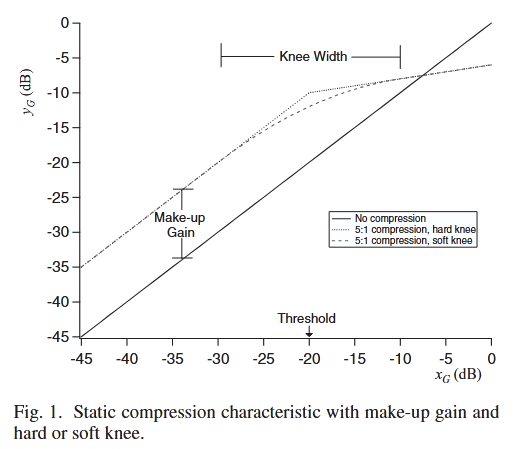 0
-5
-10
-15
-20
-25
-30
-35
-40
-45
yG (dB)
Knee Width
Make-up
Gain
No compression
5:1 compression, hard knee
5:1 compression, soft knee
Threshold
-45 -40 -35 -30 -25 -20 -15 -10 -5 0
xG (dB)
Fig. 1. Static compression characteristic with make-up gain and
hard or soft knee.